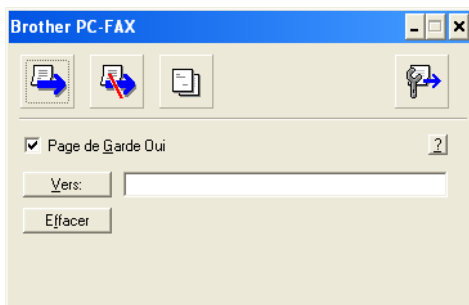 Brother PC-FAX
Page de Garde Oui
?
Vers:
Effacer